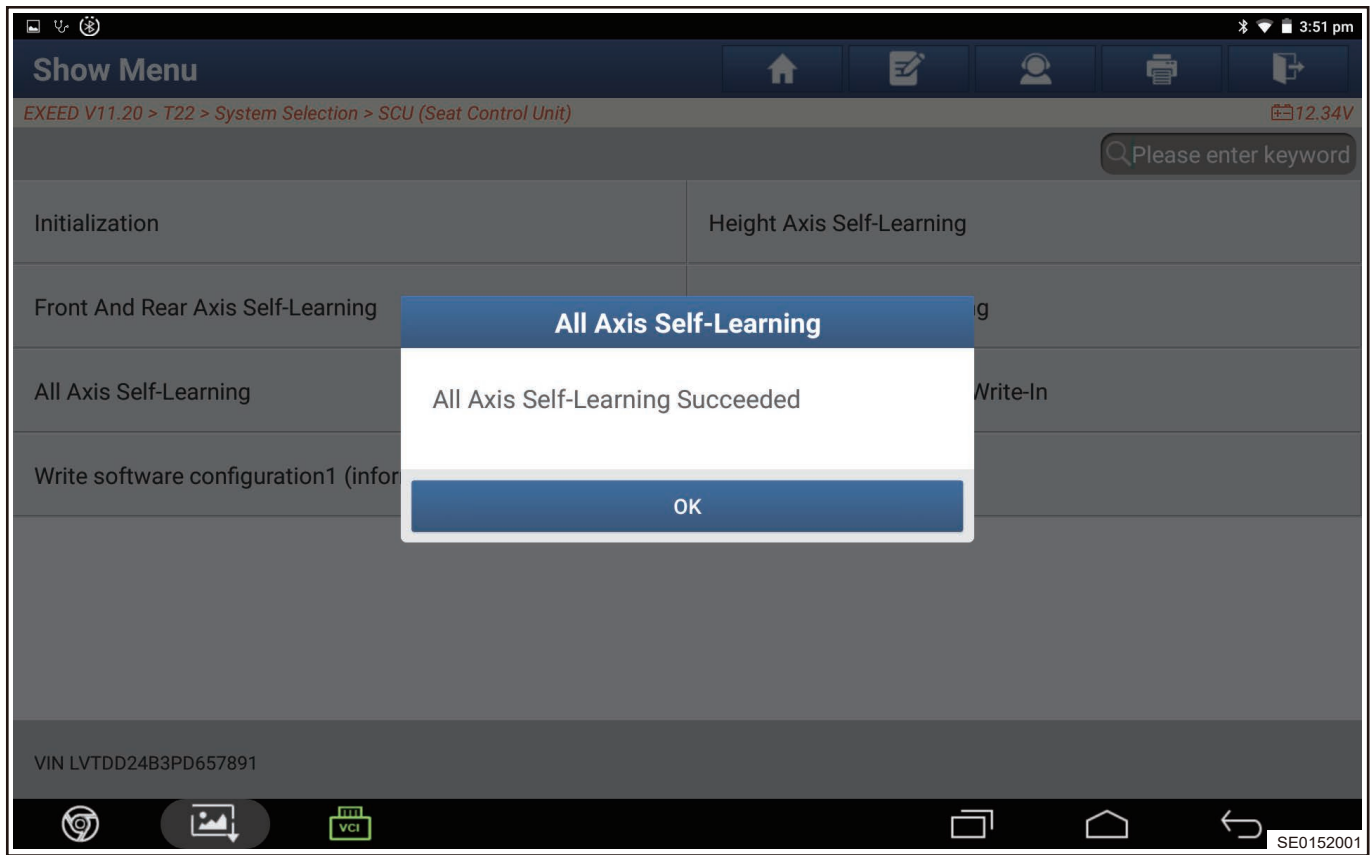 3:51 pm
Show Menu
EXEED V11.20 > T22 > System Selection > SCU (Seat Control Unit)
12.34V
Please enter keyword
Initialization
Height Axis Self-Learning
Front And Rear Axis Self-Learning
g
All Axis Self-Learning
All Axis Self-Learning
All Axis Self-Learning Succeeded
Write-In
Write software configuration1 (infor
OK
VIN LVTDD24B3PD657891
VCI
SE0152001